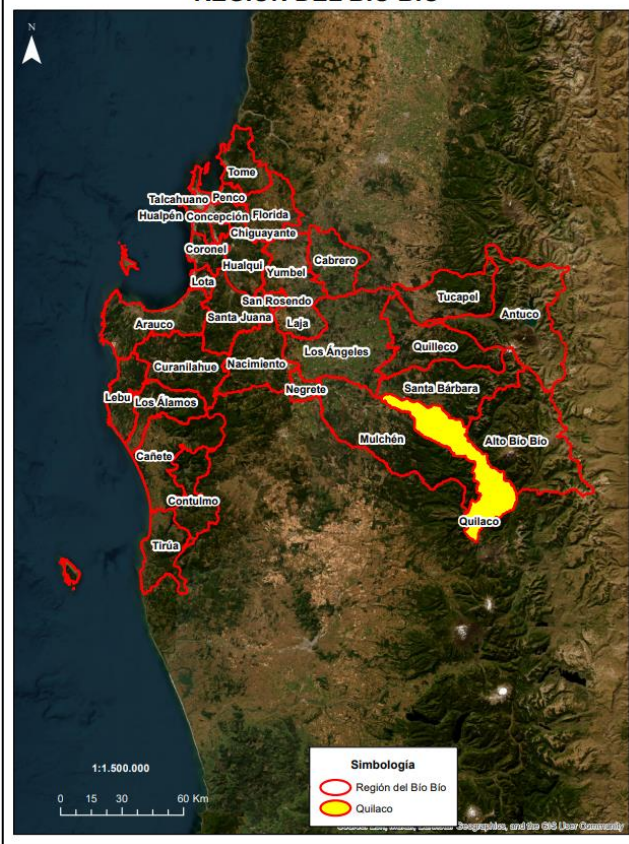 REGIÓN DEL BÍO BÍO
N
Tome
Talcahuano Penco
Hualpén Concepción Florida
Chiguayante
Coronel
Hualqui
Yumbel
Cabrero
Lota
San Rosendo
Tucapel
Antuco
Arauco
Santa Juana
Laja
Los Ángeles
Quilleco
Curanilahue
Nacimiento
Negrete
Santa Bárbara
Lebu
Los Álamos
Cañete
Mulchén
Alto Bío Bío
Contulmo
Quilaco
Tirúa
1:1.500.000
0 15 30 60 Km
Simbología
Región del Bío Bío
Quilaco
Geographics, and the GIS User Community